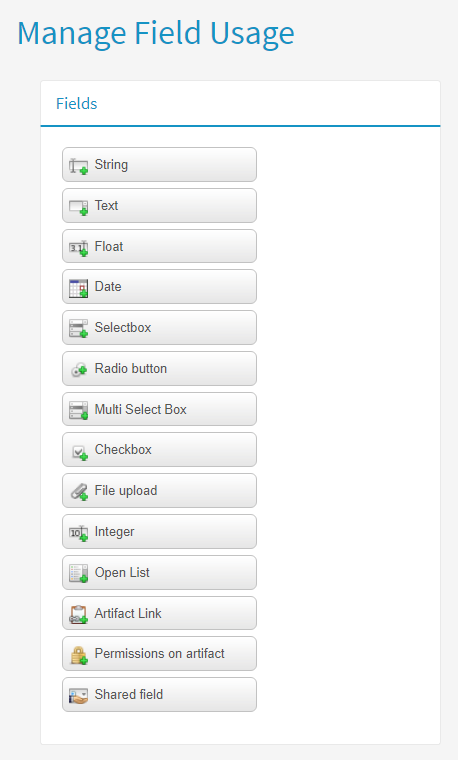 Manage Field Usage
Fields
String
Text
Float
Date
Selectbox
Radio button
Multi Select Box
Checkbox
File upload
Integer
Open List
Artifact Link
Permissions on artifact
Shared field